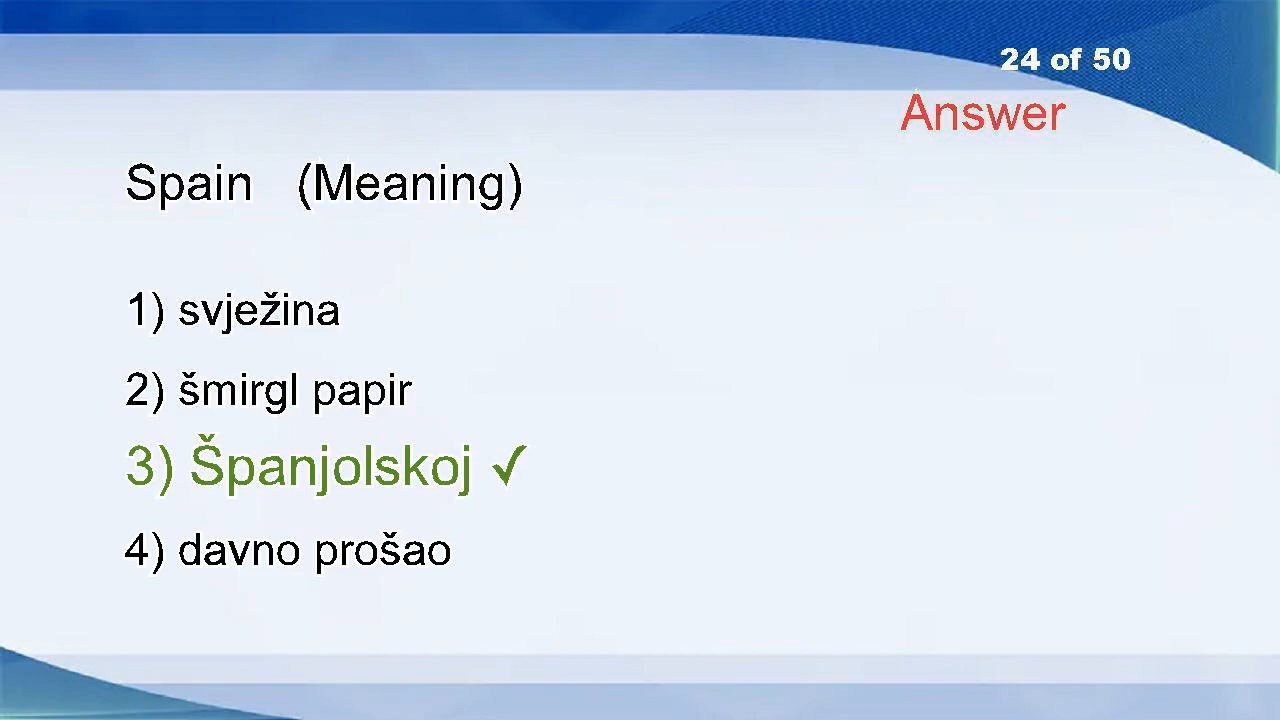 24 of 50
Answer
Spain (Meaning)
1) svježina
2) šmirgl papir
3) Španjolskoj ✓
4) davno prošao